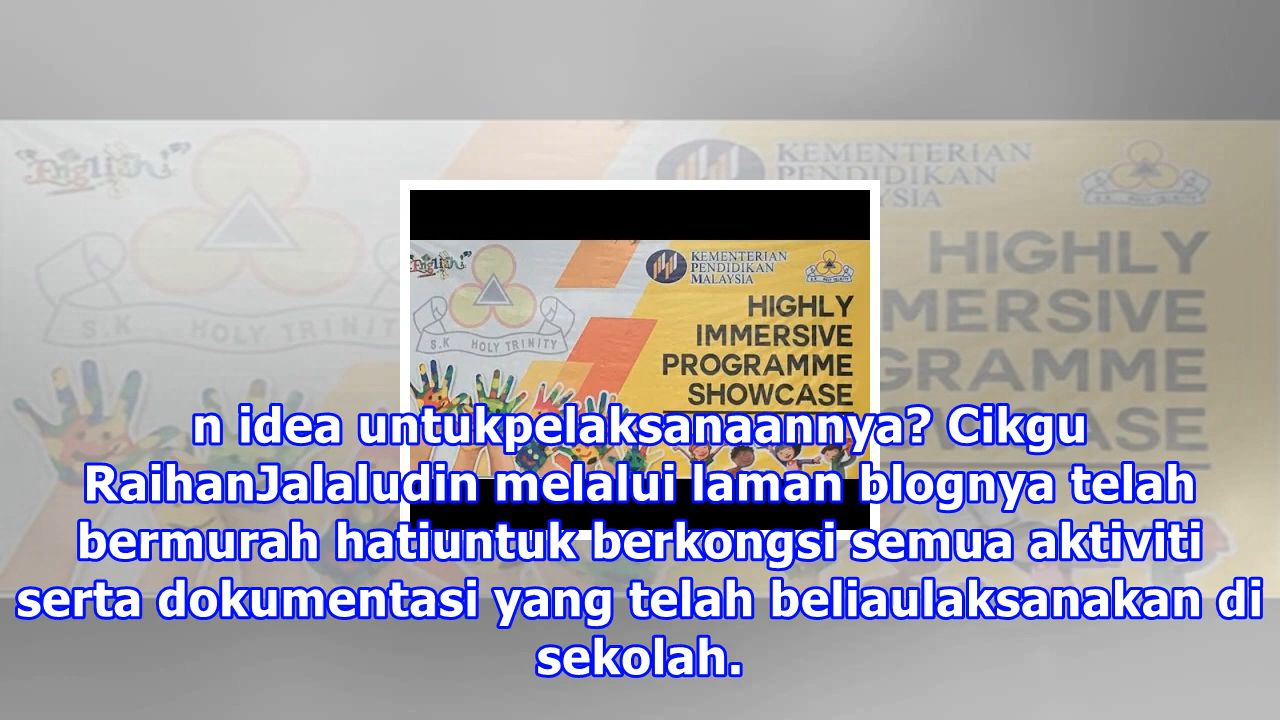 English!
S.K HOLY TRINITY
KEMENTERIAN
PENDIDIKAN
MALAYSIA
HIGHLY
IMMERSIVE
PROGRAMME
SHOWCASE
n idea untukpelaksanaannya? Cikgu
RaihanJalaludin melalui laman blognya telah
bermurah hatiuntuk berkongsi semua aktiviti
serta dokumentasi yang telah beliaulaksanakan di
sekolah.